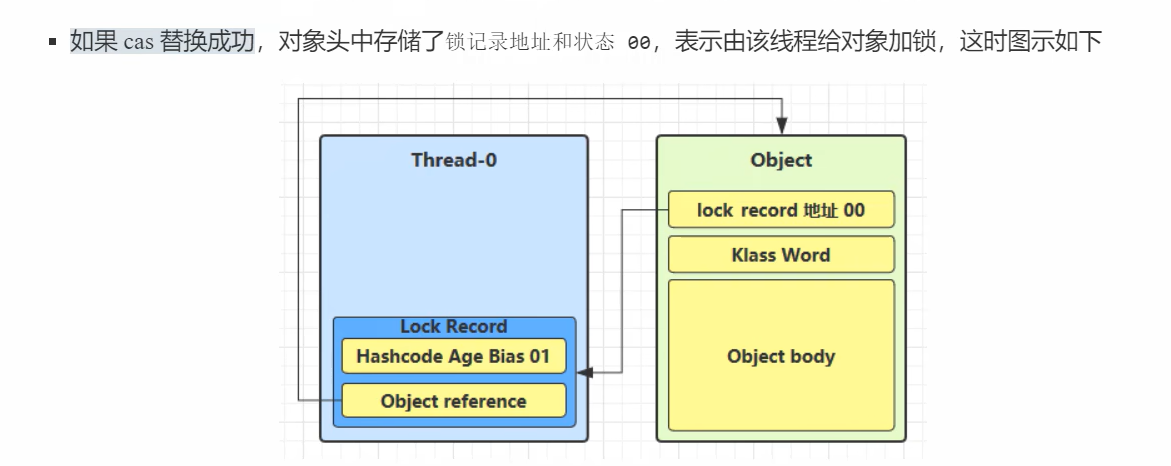 ▪ 如果 cas 替换成功，对象头中存储了锁记录地址和状态 00，表示由该线程给对象加锁，这时图示如下
Thread-0
Object
lock record 地址 00
Klass Word
Lock Record
Hashcode Age Bias 01
Object body
Object reference